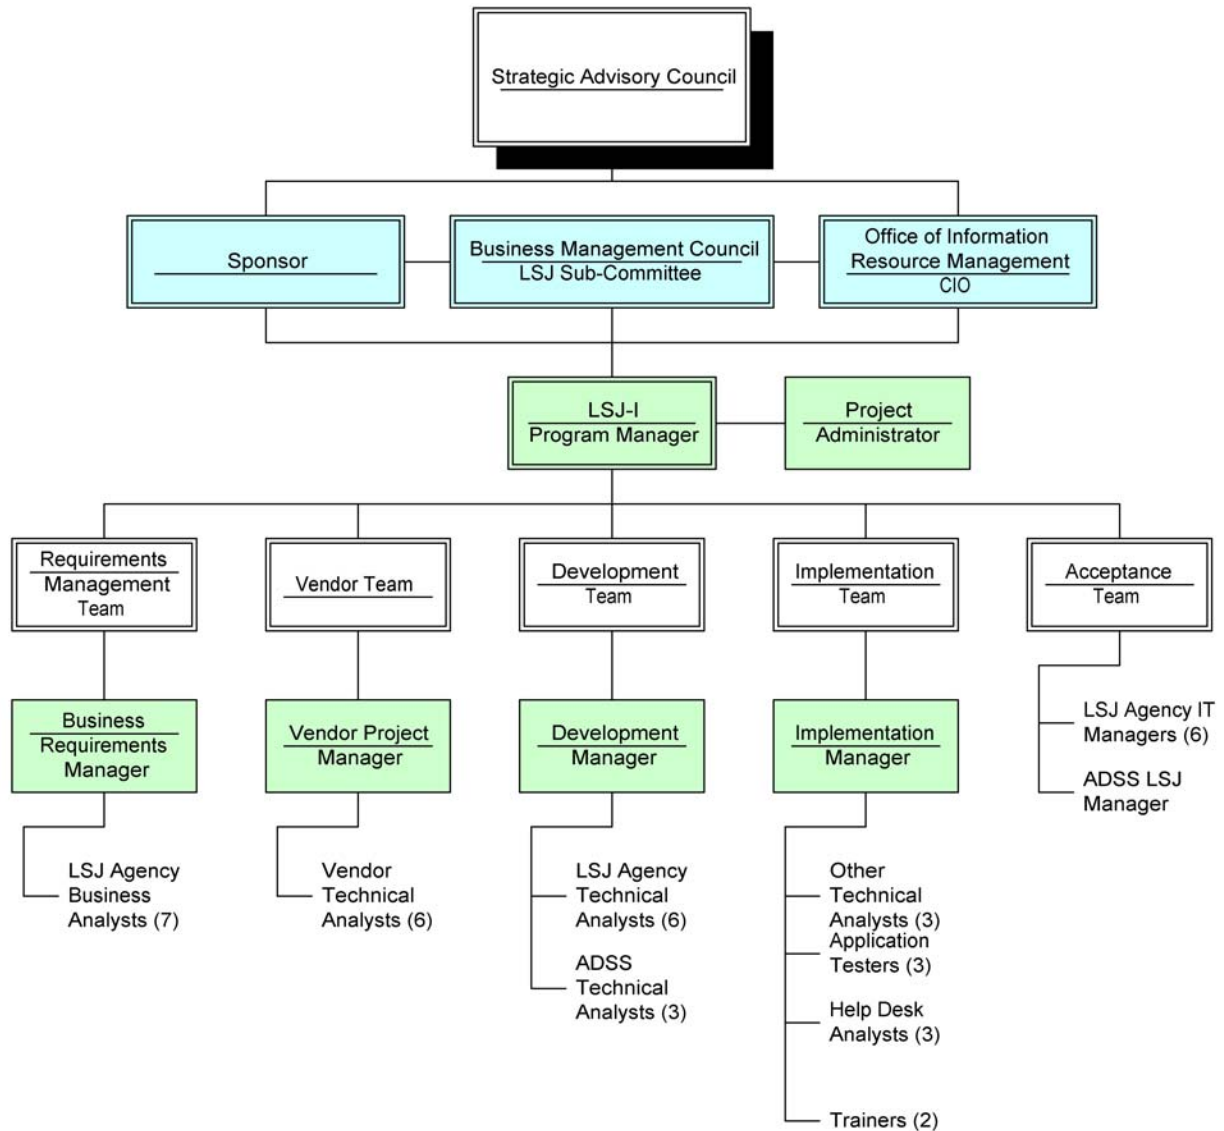 Strategic Advisory Council
Sponsor
Business Management Council
LSJ Sub-Committee
Office of Information
Resource Management
CIO
LSJ-I
Program Manager
Project
Administrator
Requirements
Management
Team
Vendor Team
Development
Team
Implementation
Team
Acceptance
Team
Business
Requirements
Manager
Vendor Project
Manager
Development
Manager
Implementation
Manager
LSJ Agency IT
Managers (6)
ADSS LSJ
Manager
LSJ Agency
Business
Analysts (7)
Vendor
Technical
Analysts (6)
LSJ Agency
Technical
Analysts (6)
ADSS
Technical
Analysts (3)
Other
Technical
Analysts (3)
Application
Testers (3)
Help Desk
Analysts (3)
Trainers (2)